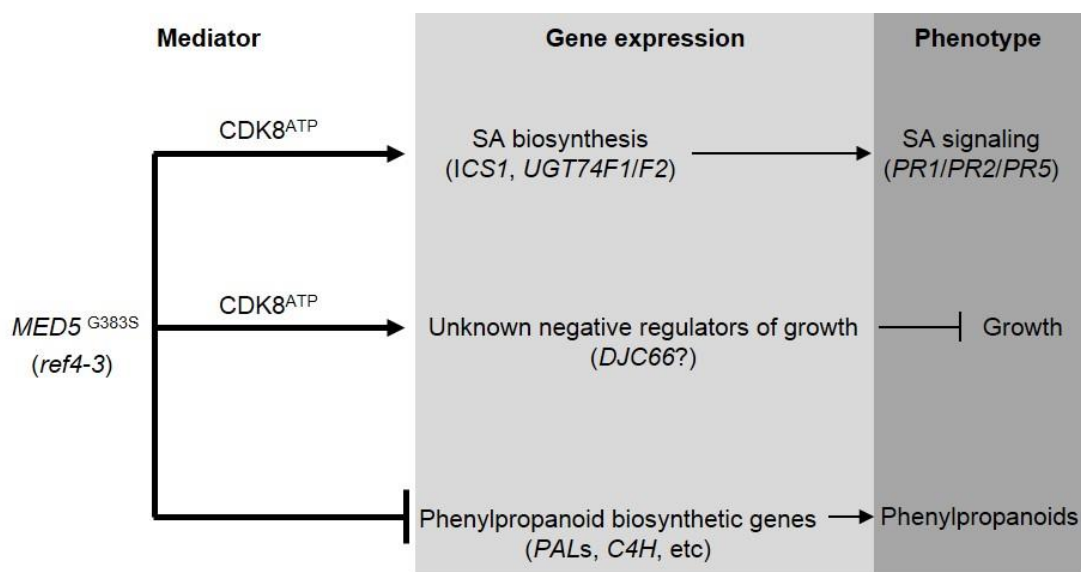 Mediator Gene expression Phenotype
CDK8ATP
SA biosynthesis
(ICS1, UGT74F1/F2)
SA signaling
(PR1/PR2/PR5)
MED5 G383S
(ref4-3)
CDK8ATP
Unknown negative regulators of growth
(DJC66?)
Growth
Phenylpropanoid biosynthetic genes
(PALs, C4H, etc)
Phenylpropanoids